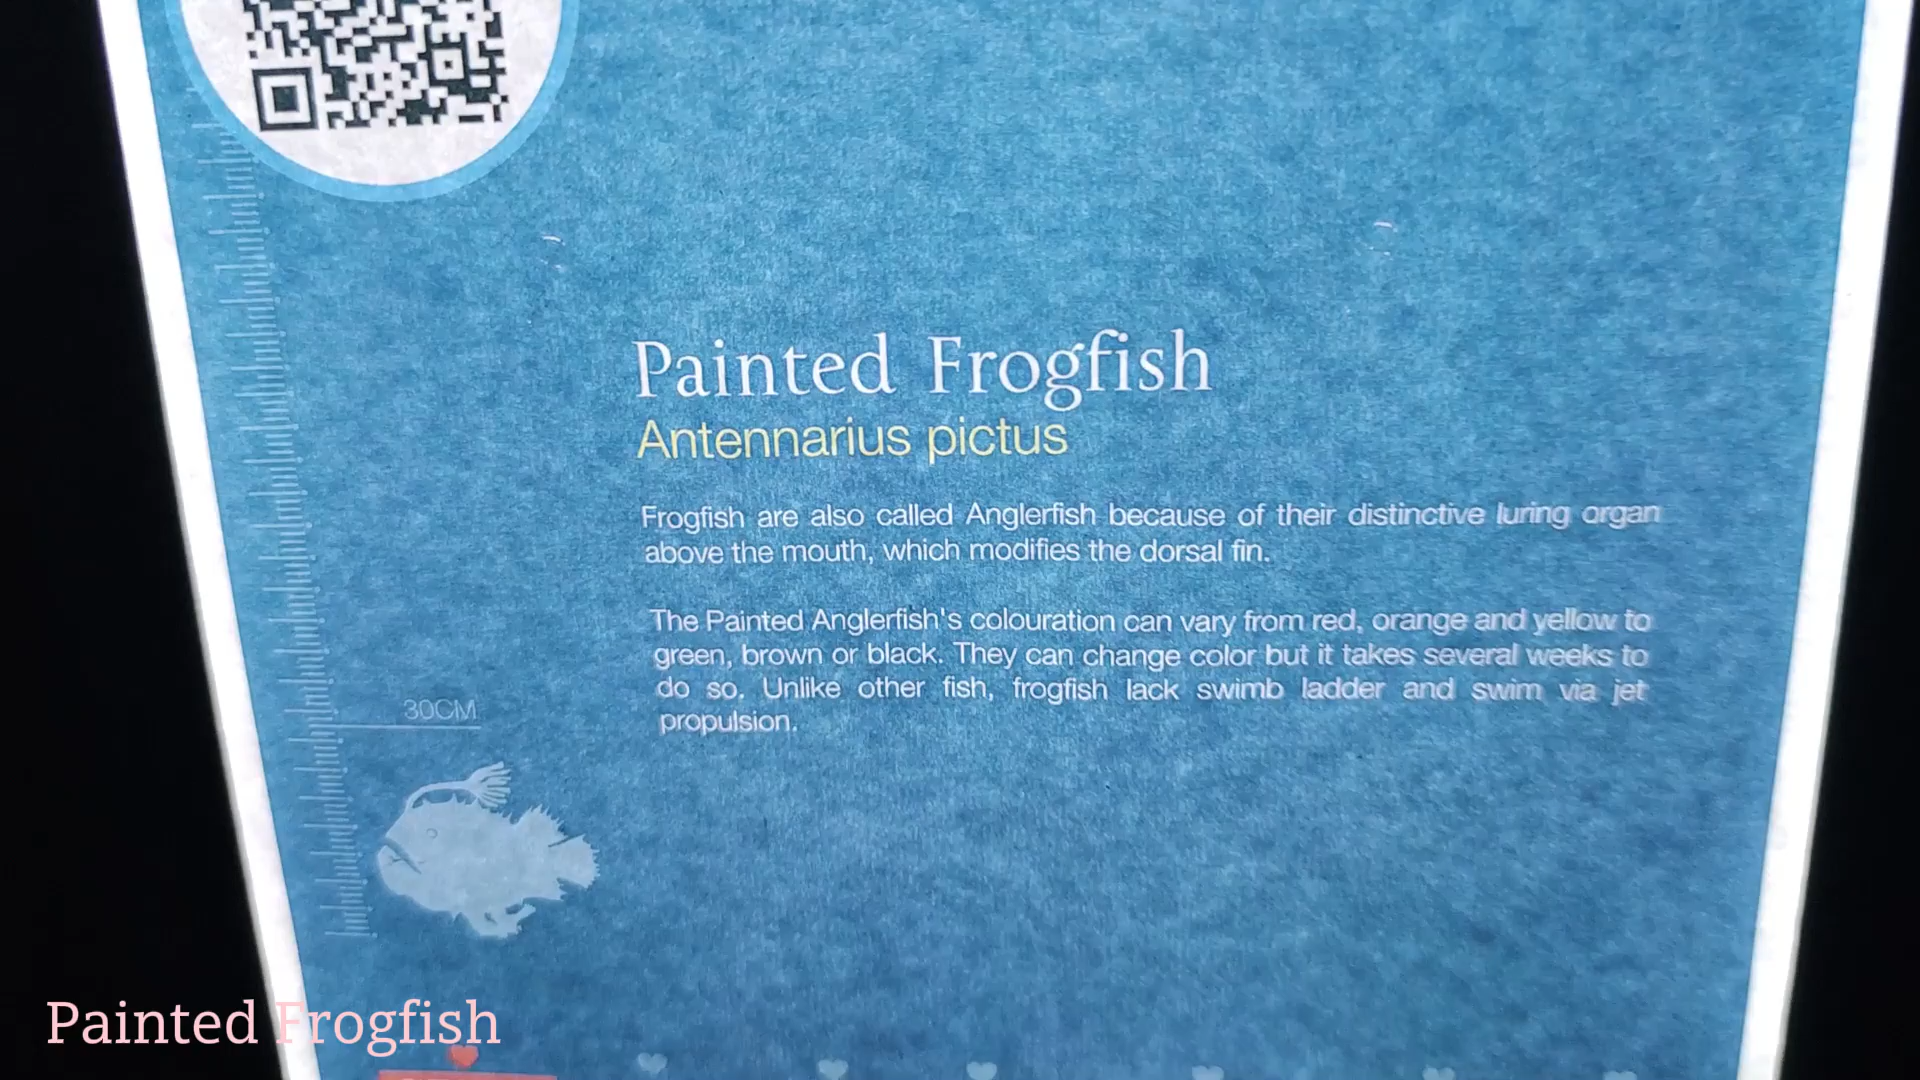 Painted Frogfish
Antennarius pictus
Frogfish are also called Anglerfish because of their distinctive luring organ
above the mouth, which modifies the dorsal fin.
The Painted Anglerfish's colouration can vary from red, orange and yellow to
green, brown or black. They can change color but it takes several weeks to
do so. Unlike other fish, frogfish lack swimb ladder and swim via jet
propulsion.
30CM
Painted Frogfish